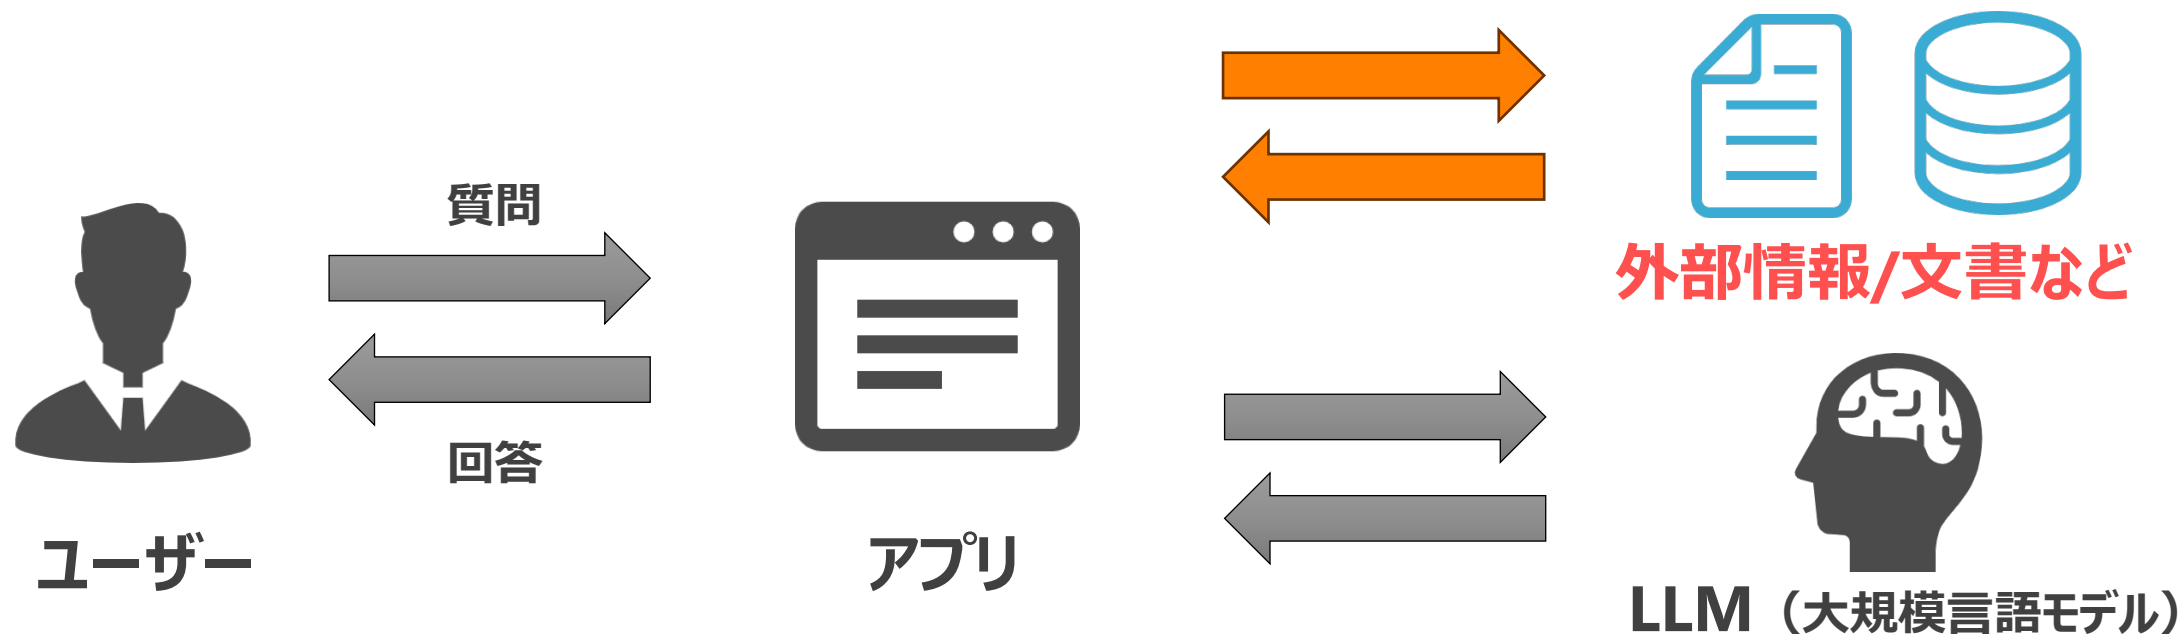 質問
回答
ユーザー
アプリ
外部情報/文書など
LLM（大規模言語モデル）